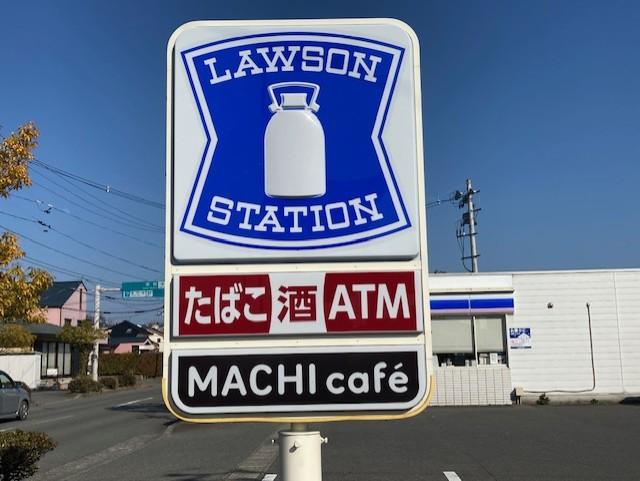 LAWSON
STATION
たばこ 酒 ATM
MACHI café